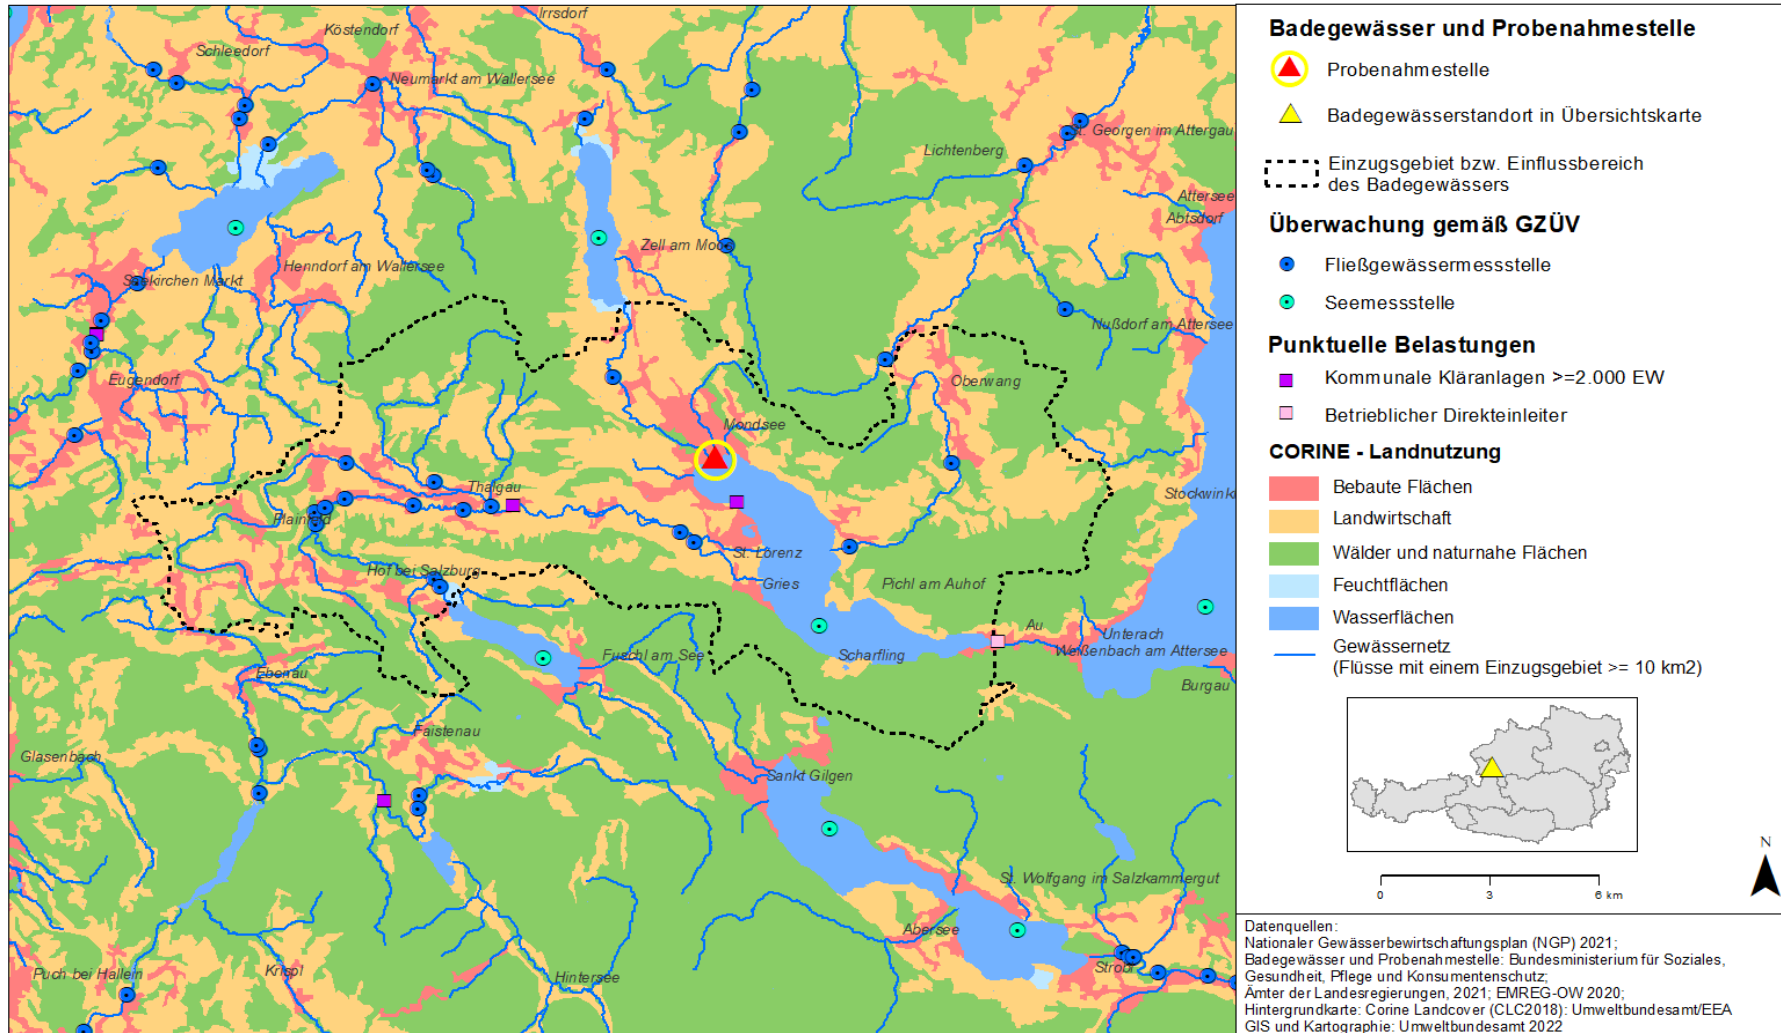 Irrsdorf
Köstendorf
Schleedorf
Neumarkt am Wallersee
St. Georgen im Attergau
Lichtenberg
Attersee
Abtsdorf
Zell am Moos
Henndorf am Wallersee
Seekirchen Markt
Nußdorf am Attersee
Eugendorf
Oberwang
Mondsee
Thalgau
Stockwinkl
Plainfeld
St. Lorenz
Hof bei Salzburg
Gries
Pichl am Auhof
Au
Unterach
Weißenbach am Attersee
Fuschl am See
Scharfling
Ebenau
Burgau
Faistenau
Glasenbach
Sankt Gilgen
St. Wolfgang im Salzkammergut
Abersee
Strobl
Puch bei Hallein
Krispl
Hintersee
Badegewässer und Probenahmestelle
Probenahmestelle
Badegewässerstandort in Übersichtskarte
Einzugsgebiet bzw. Einflussbereich
des Badegewässers
Überwachung gemäß GZÜV
Fließgewässermessstelle
Seemessstelle
Punktuelle Belastungen
Kommunale Kläranlagen >=2.000 EW
Betrieblicher Direkteinleiter
CORINE - Landnutzung
Bebaute Flächen
Landwirtschaft
Wälder und naturnahe Flächen
Feuchtflächen
Wasserflächen
Gewässernetz
(Flüsse mit einem Einzugsgebiet >= 10 km2)
N
0 3 6 km
Datenquellen:
Nationaler Gewässerbewirtschaftungsplan (NGP) 2021;
Badegewässer und Probenahmestelle: Bundesministerium für Soziales,
Gesundheit, Pflege und Konsumentenschutz;
Ämter der Landesregierungen, 2021; EMREG-OW 2020;
Hintergrundkarte: Corine Landcover (CLC2018): Umweltbundesamt/EEA
GIS und Kartographie: Umweltbundesamt 2022